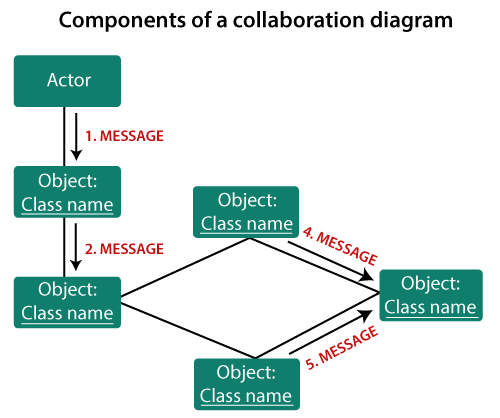 Components of a collaboration diagram
Actor
1. MESSAGE
Object:
Class name
2. MESSAGE
Object:
Class name
Object:
Class name
4. MESSAGE
Object:
Class name
5. MESSAGE
Object:
Class name